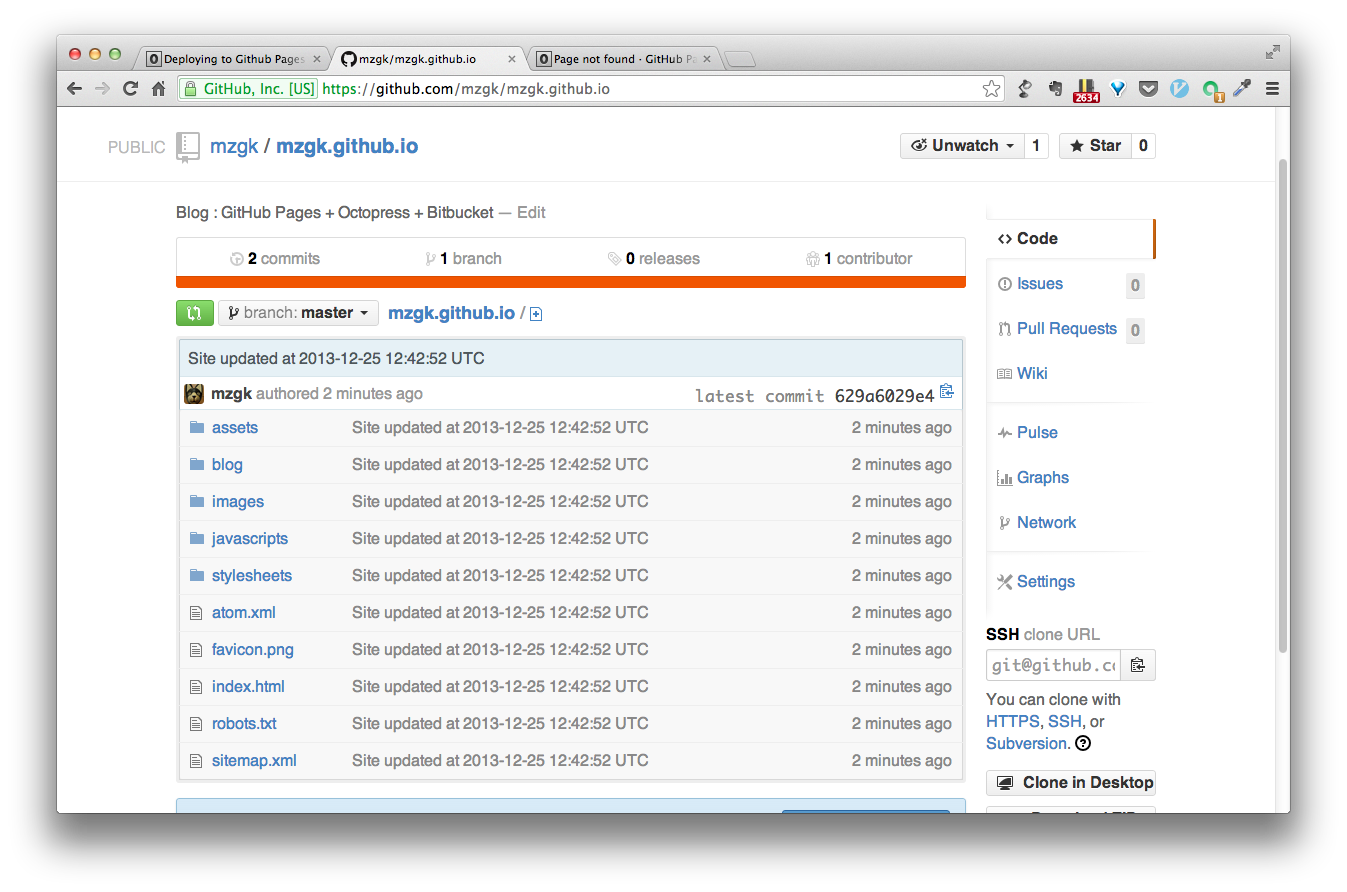 Deploying to Github Pages
mzgk/mzgk.github.io
Page not found · GitHub Pa
GitHub, Inc. [US] https://github.com/mzgk/mzgk.github.io
2634
1
PUBLIC mzgk / mzgk.github.io
Unwatch 1 Star 0
Blog : GitHub Pages + Octopress + Bitbucket — Edit
2 commits 1 branch 0 releases 1 contributor
branch: master mzgk.github.io /
Site updated at 2013-12-25 12:42:52 UTC
mzgk authored 2 minutes ago latest commit 629a6029e4
assets Site updated at 2013-12-25 12:42:52 UTC 2 minutes ago
blog Site updated at 2013-12-25 12:42:52 UTC 2 minutes ago
images Site updated at 2013-12-25 12:42:52 UTC 2 minutes ago
javascripts Site updated at 2013-12-25 12:42:52 UTC 2 minutes ago
stylesheets Site updated at 2013-12-25 12:42:52 UTC 2 minutes ago
atom.xml Site updated at 2013-12-25 12:42:52 UTC 2 minutes ago
favicon.png Site updated at 2013-12-25 12:42:52 UTC 2 minutes ago
index.html Site updated at 2013-12-25 12:42:52 UTC 2 minutes ago
robots.txt Site updated at 2013-12-25 12:42:52 UTC 2 minutes ago
sitemap.xml Site updated at 2013-12-25 12:42:52 UTC 2 minutes ago
Code
Issues 0
Pull Requests 0
Wiki
Pulse
Graphs
Network
Settings
SSH clone URL
git@github.co
You can clone with
HTTPS, SSH, or
Subversion.
Clone in Desktop